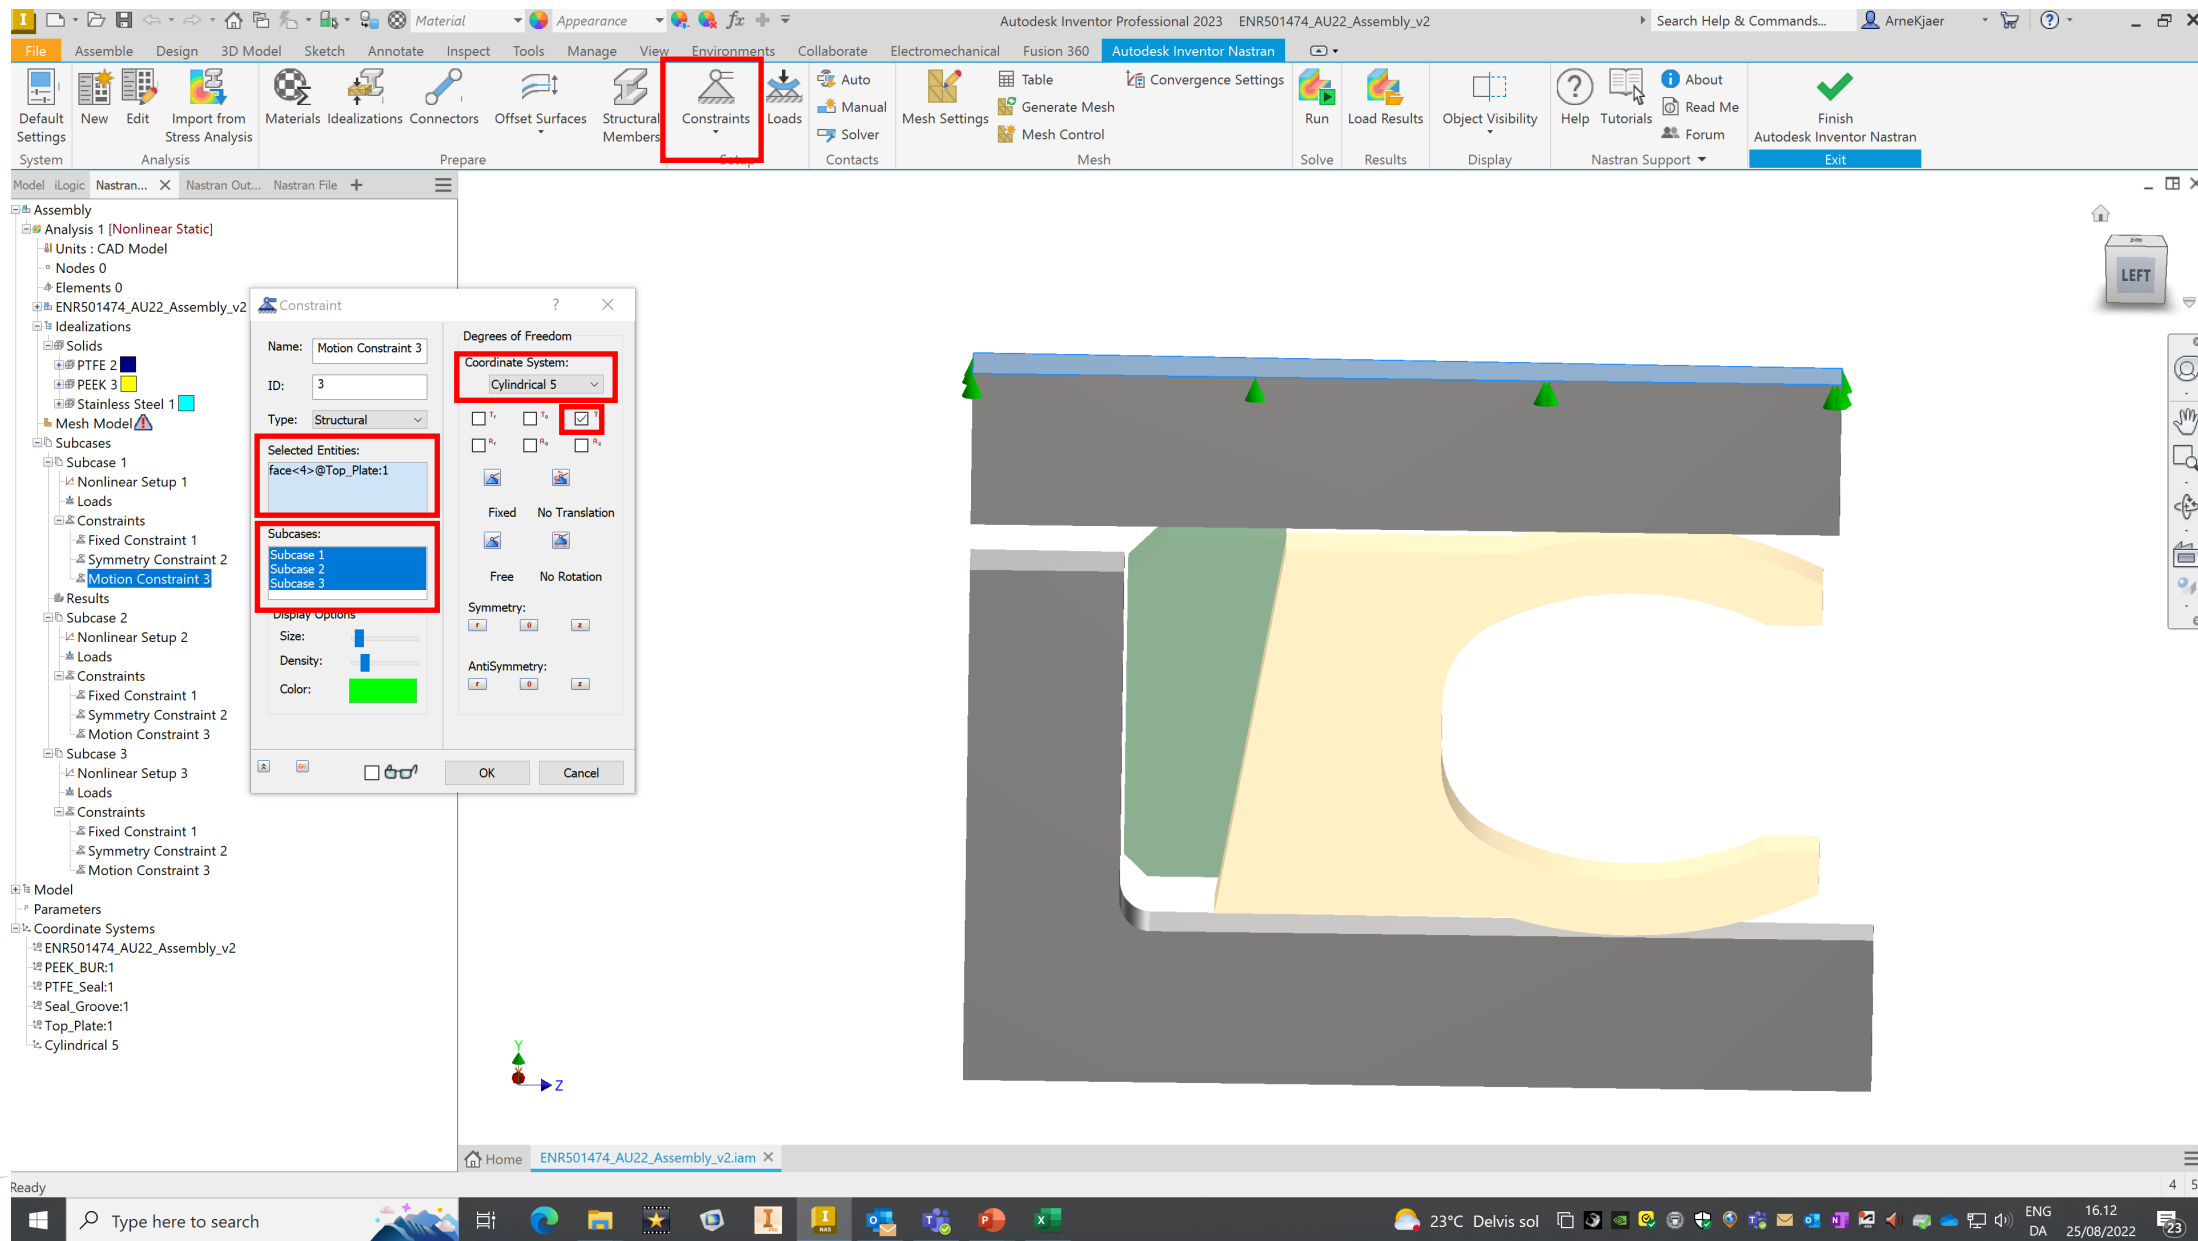 Material
Appearance
fx
Autodesk Inventor Professional 2023 ENR501474_AU22_Assembly_v2
Search Help & Commands...
ArneKjaer
File Assemble Design 3D Model Sketch Annotate Inspect Tools Manage View Environments Collaborate Electromechanical Fusion 360 Autodesk Inventor Nastran
Default Settings
New
Edit
Import from Stress Analysis
Materials
Idealizations
Connectors
Offset Surfaces
Structural Members
Constraints
Loads
Auto
Manual
Solver
Mesh Settings
Table
Generate Mesh
Mesh Control
Convergence Settings
Run
Load Results
Object Visibility
Help
Tutorials
About
Read Me
Forum
Finish
Autodesk Inventor Nastran
System Analysis Prepare Setup Contacts Mesh Solve Results Display Nastran Support Exit
Model iLogic Nastran... Nastran Out... Nastran File
Assembly
Analysis 1 [Nonlinear Static]
Units : CAD Model
Nodes 0
Elements 0
ENR501474_AU22_Assembly_v2
Idealizations
Solids
PTFE 2
PEEK 3
Stainless Steel 1
Mesh Model
Subcases
Subcase 1
Nonlinear Setup 1
Loads
Constraints
Fixed Constraint 1
Symmetry Constraint 2
Motion Constraint 3
Results
Subcase 2
Nonlinear Setup 2
Loads
Constraints
Fixed Constraint 1
Symmetry Constraint 2
Motion Constraint 3
Subcase 3
Nonlinear Setup 3
Loads
Constraints
Fixed Constraint 1
Symmetry Constraint 2
Motion Constraint 3
Model
Parameters
Coordinate Systems
ENR501474_AU22_Assembly_v2
PEEK_BUR:1
PTFE_Seal:1
Seal_Groove:1
Top_Plate:1
Cylindrical 5
Constraint
?
Name: Motion Constraint 3
ID: 3
Type: Structural
Selected Entities:
face<4>@Top_Plate:1
Subcases:
Subcase 1
Subcase 2
Subcase 3
Display Options
Size:
Density:
Color:
Degrees of Freedom
Coordinate System:
Cylindrical 5
Tr Tθ T
Rr Rθ Rz
Fixed No Translation
Free No Rotation
Symmetry:
r θ z
AntiSymmetry:
r θ z
OK Cancel
LEFT
Y
Z
Home ENR501474_AU22_Assembly_v2.iam
Ready
4 5
Type here to search
23°C Delvis sol
ENG
DA
16.12
25/08/2022
23